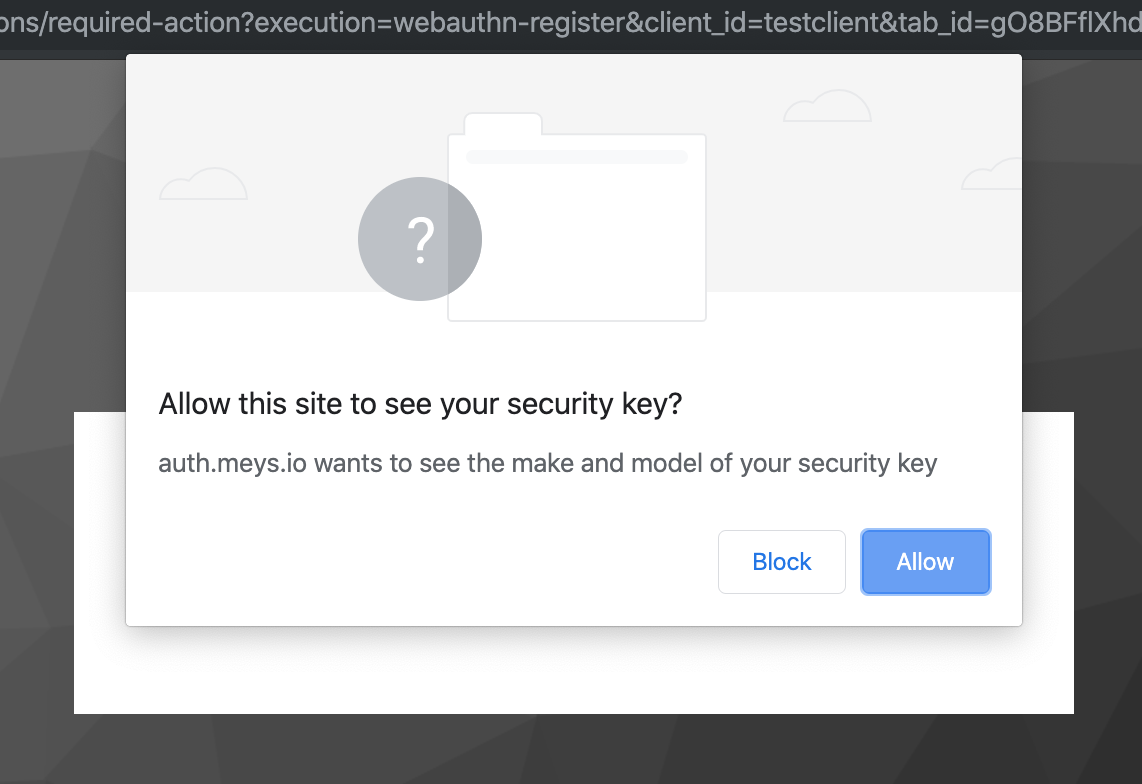 ons/required-action?execution=webauthn-register&client_id=testclient&tab_id=gO8BFflXhd
?
Allow this site to see your security key?
auth.meys.io wants to see the make and model of your security key
Block
Allow